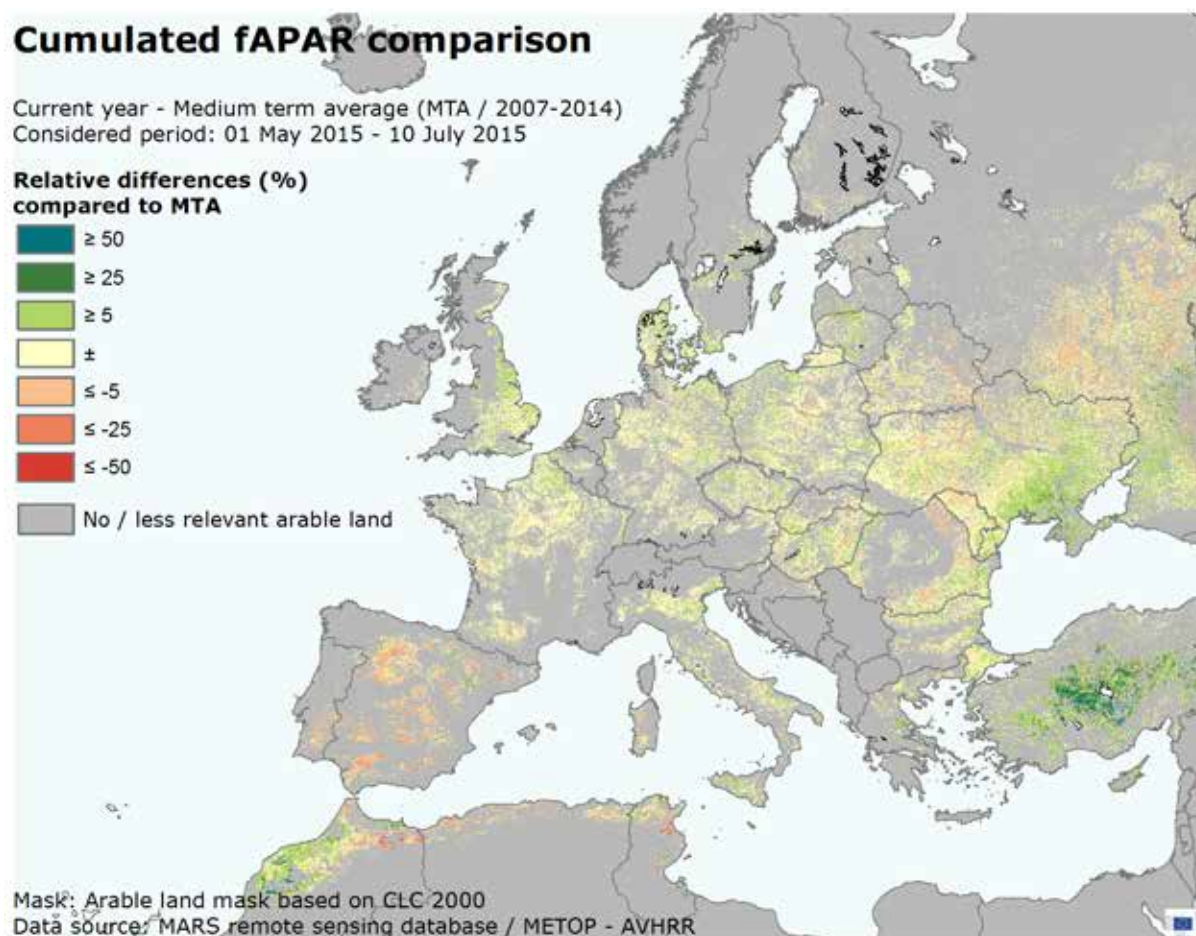 Cumulated fAPAR comparison
Current year - Medium term average (MTA / 2007-2014)
Considered period: 01 May 2015 - 10 July 2015
Relative differences (%)
compared to MTA
≥ 50
≥ 25
≥ 5
±
≤ -5
≤ -25
≤ -50
No / less relevant arable land
Mask: Arable land mask based on CLC 2000
Data source: MARS remote sensing database / METOP - AVHRR